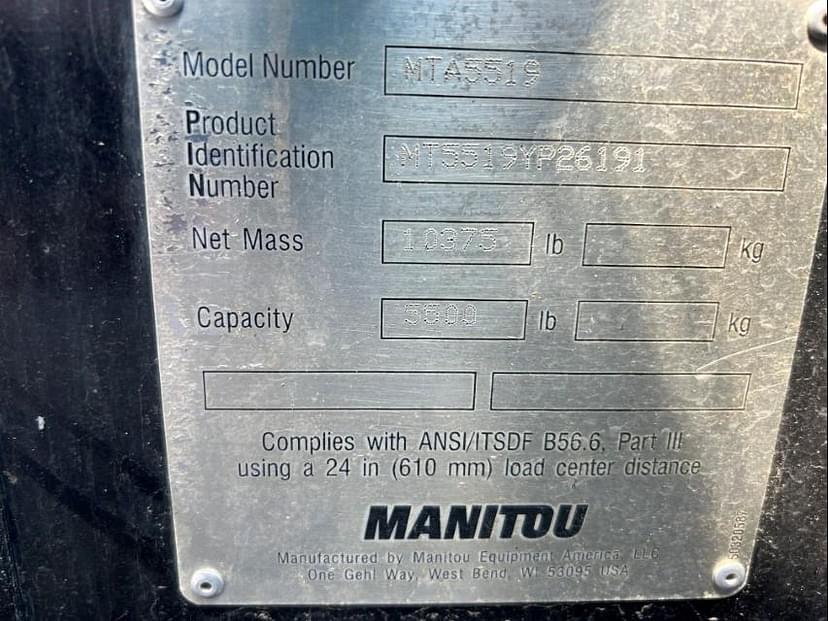 Model Number MTA5519
Product
Identification MT5519YP26191
Number
Net Mass 10375 lb kg
Capacity 5500 lb kg
Complies with ANSI/ITSDF B56.6, Part III
using a 24 in (610 mm) load center distance
MANITOU
Manufactured by Manitou Equipment America, LLC
One Gehl Way, West Bend, WI 53095 USA